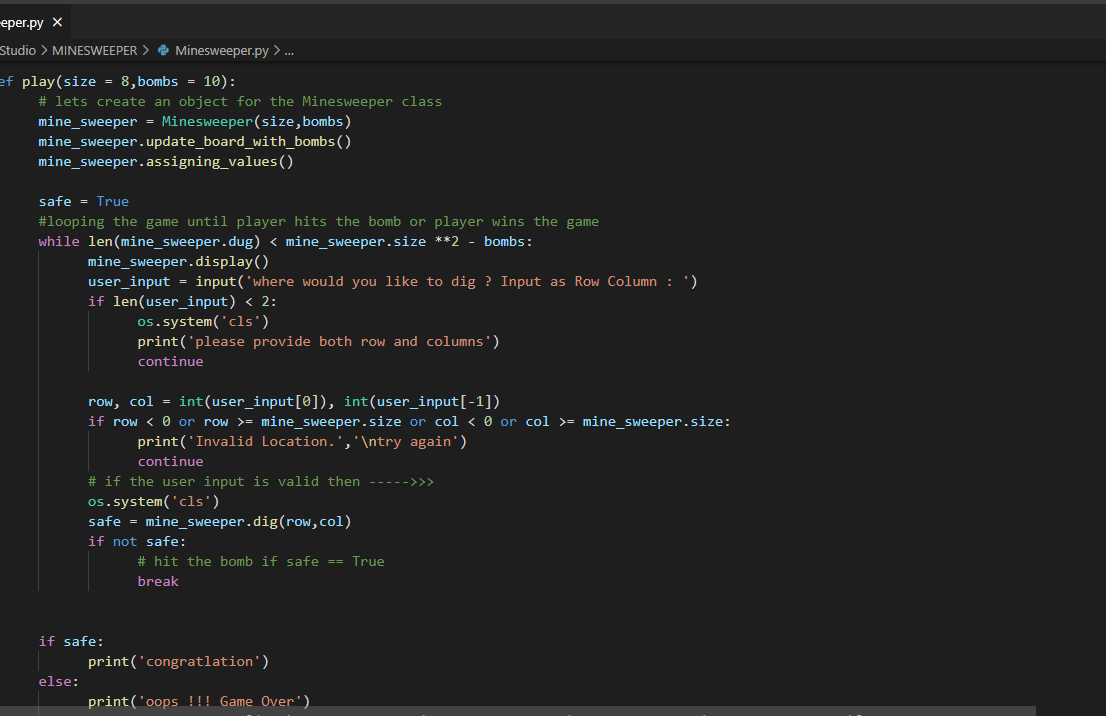 eper.py ×
Studio > MINESWEEPER > Minesweeper.py > ...
ef play(size = 8,bombs = 10):
# lets create an object for the Minesweeper class
mine_sweeper = Minesweeper(size,bombs)
mine_sweeper.update_board_with_bombs()
mine_sweeper.assigning_values()
safe = True
#looping the game until player hits the bomb or player wins the game
while len(mine_sweeper.dug) < mine_sweeper.size **2 - bombs:
mine_sweeper.display()
user_input = input('where would you like to dig ? Input as Row Column : ')
if len(user_input) < 2:
os.system('cls')
print('please provide both row and columns')
continue
row, col = int(user_input[0]), int(user_input[-1])
if row < 0 or row >= mine_sweeper.size or col < 0 or col >= mine_sweeper.size:
print('Invalid Location.','\ntry again')
continue
# if the user input is valid then ----->>>
os.system('cls')
safe = mine_sweeper.dig(row,col)
if not safe:
# hit the bomb if safe == True
break
if safe:
print('congratlation')
else:
print('oops !!! Game Over')